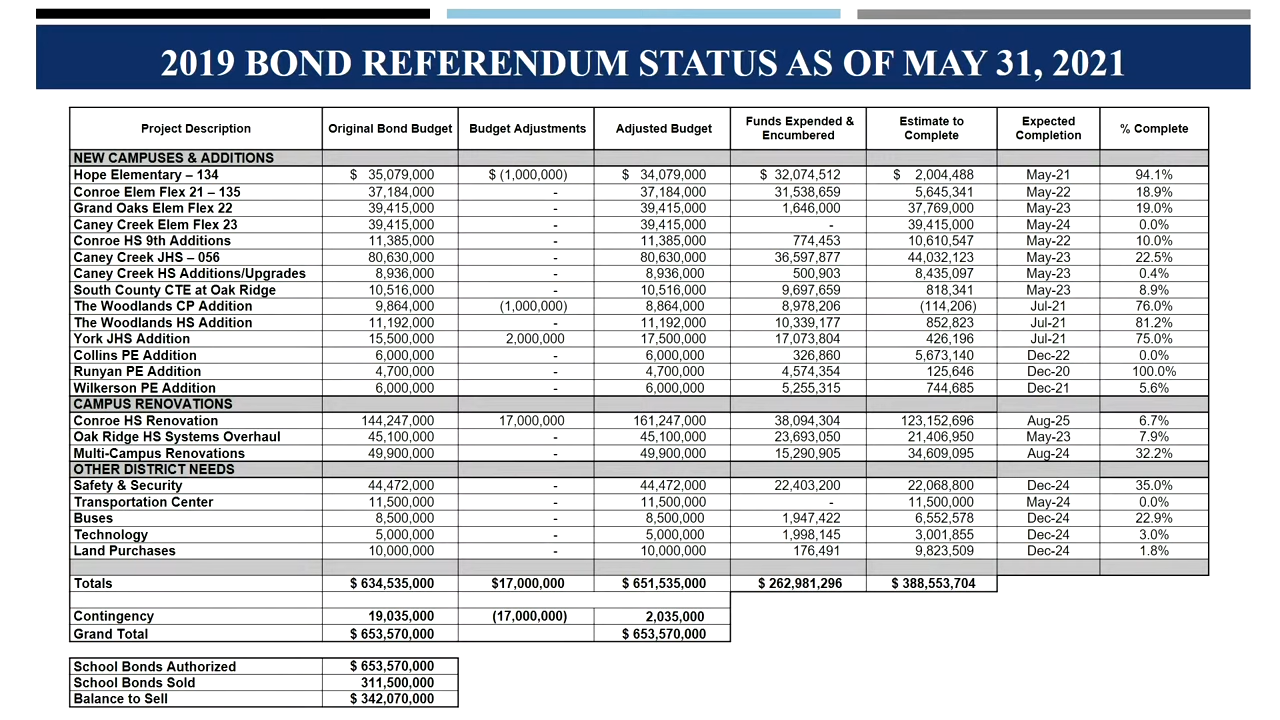 2019 BOND REFERENDUM STATUS AS OF MAY 31, 2021
Project Description Original Bond Budget Budget Adjustments Adjusted Budget Funds Expended & Encumbered Estimate to Complete Expected Completion % Complete
NEW CAMPUSES & ADDITIONS
Hope Elementary – 134 $ 35,079,000 $ (1,000,000) $ 34,079,000 $ 32,074,512 $ 2,004,488 May-21 94.1%
Conroe Elem Flex 21 – 135 37,184,000 - 37,184,000 31,538,659 5,645,341 May-22 18.9%
Grand Oaks Elem Flex 22 39,415,000 - 39,415,000 1,646,000 37,769,000 May-23 19.0%
Caney Creek Elem Flex 23 39,415,000 - 39,415,000 - 39,415,000 May-24 0.0%
Conroe HS 9th Additions 11,385,000 - 11,385,000 774,453 10,610,547 May-22 10.0%
Caney Creek JHS – 056 80,630,000 - 80,630,000 36,597,877 44,032,123 May-23 22.5%
Caney Creek HS Additions/Upgrades 8,936,000 - 8,936,000 500,903 8,435,097 May-23 0.4%
South County CTE at Oak Ridge 10,516,000 - 10,516,000 9,697,659 818,341 May-23 8.9%
The Woodlands CP Addition 9,864,000 (1,000,000) 8,864,000 8,978,206 (114,206) Jul-21 76.0%
The Woodlands HS Addition 11,192,000 - 11,192,000 10,339,177 852,823 Jul-21 81.2%
York JHS Addition 15,500,000 2,000,000 17,500,000 17,073,804 426,196 Jul-21 75.0%
Collins PE Addition 6,000,000 - 6,000,000 326,860 5,673,140 Dec-22 0.0%
Runyan PE Addition 4,700,000 - 4,700,000 4,574,354 125,646 Dec-20 100.0%
Wilkerson PE Addition 6,000,000 - 6,000,000 5,255,315 744,685 Dec-21 5.6%
CAMPUS RENOVATIONS
Conroe HS Renovation 144,247,000 17,000,000 161,247,000 38,094,304 123,152,696 Aug-25 6.7%
Oak Ridge HS Systems Overhaul 45,100,000 - 45,100,000 23,693,050 21,406,950 May-23 7.9%
Multi-Campus Renovations 49,900,000 - 49,900,000 15,290,905 34,609,095 Aug-24 32.2%
OTHER DISTRICT NEEDS
Safety & Security 44,472,000 - 44,472,000 22,403,200 22,068,800 Dec-24 35.0%
Transportation Center 11,500,000 - 11,500,000 - 11,500,000 May-24 0.0%
Buses 8,500,000 - 8,500,000 1,947,422 6,552,578 Dec-24 22.9%
Technology 5,000,000 - 5,000,000 1,998,145 3,001,855 Dec-24 3.0%
Land Purchases 10,000,000 - 10,000,000 176,491 9,823,509 Dec-24 1.8%
Totals $ 634,535,000 $17,000,000 $ 651,535,000 $ 262,981,296 $ 388,553,704
Contingency 19,035,000 (17,000,000) 2,035,000
Grand Total $ 653,570,000 $ 653,570,000
School Bonds Authorized $ 653,570,000
School Bonds Sold 311,500,000
Balance to Sell $ 342,070,000